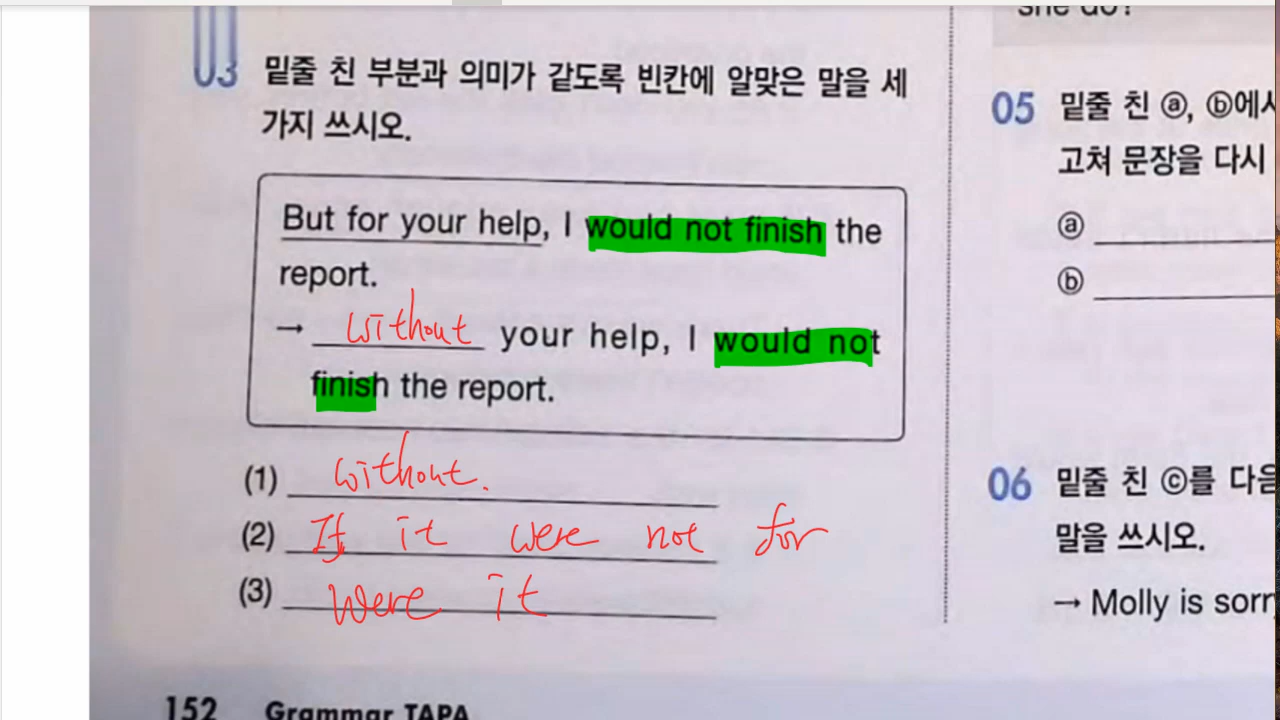 she do?
03 밑줄 친 부분과 의미가 같도록 빈칸에 알맞은 말을 세
가지 쓰시오.
But for your help, I would not finish the
report.
→ without your help, I would not
finish the report.
(1) without.
(2) If it were not for
(3) Were it
152 Grammar TAPA
05 밑줄 친 ⓐ, ⓑ에서
고쳐 문장을 다시
ⓐ
ⓑ
06 밑줄 친 ⓒ를 다음
말을 쓰시오.
→ Molly is sorry